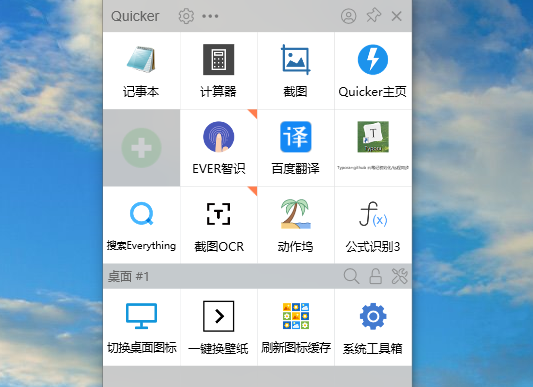 Quicker
记事本
计算器
截图
Quicker主页
EVER智识
译
百度翻译
T
Typora
搜索Everything
T
截图OCR
动作坞
f(x)
公式识别3
桌面 #1
切换桌面图标
一键换壁纸
刷新图标缓存
系统工具箱